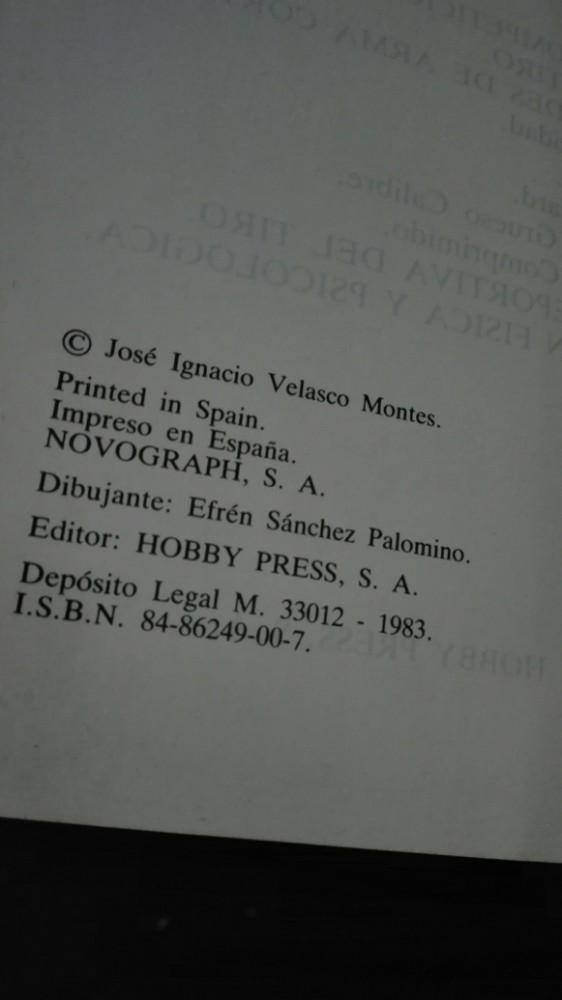 © José Ignacio Velasco Montes.
Printed in Spain.
Impreso en España.
NOVOGRAPH, S. A.
Dibujante: Efrén Sánchez Palomino.
Editor: HOBBY PRESS, S. A.
Depósito Legal M. 33012 - 1983.
I.S.B.N. 84-86249-00-7.